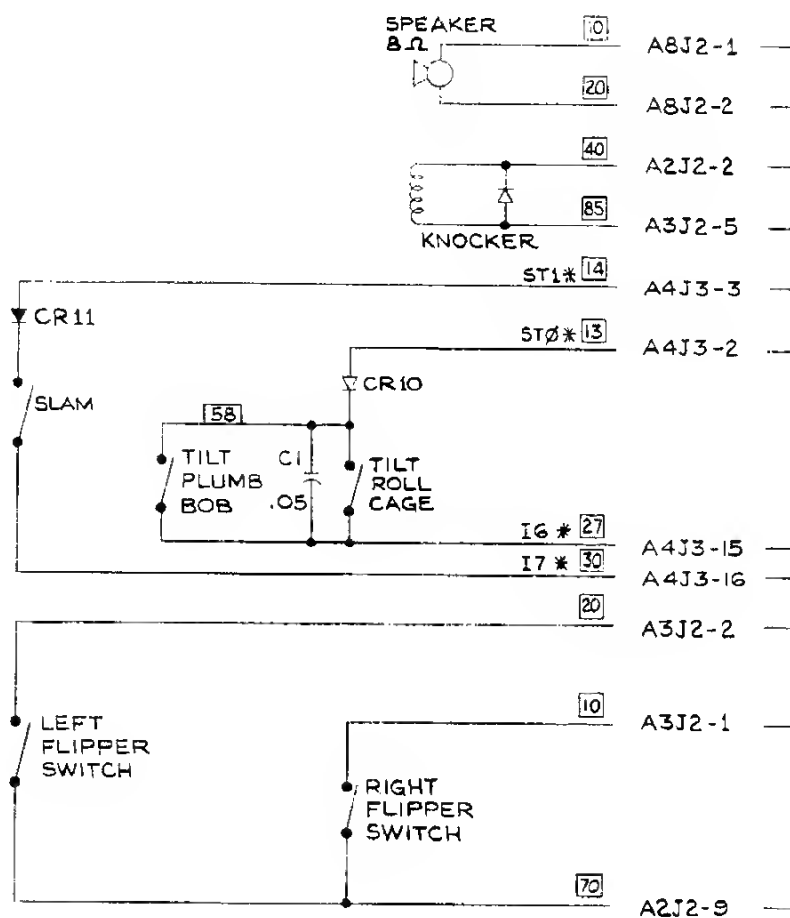 SPEAKER
8Ω
10 A8J2-1
20 A8J2-2
40 A2J2-2
85 A3J2-5
KNOCKER
ST1* 14 A4J3-3
CR11
STØ* 13 A4J3-2
CR10
SLAM
58
TILT
PLUMB
BOB
C1
.05
TILT
ROLL
CAGE
I6* 27 A4J3-15
I7* 30 A4J3-16
20 A3J2-2
LEFT
FLIPPER
SWITCH
10 A3J2-1
RIGHT
FLIPPER
SWITCH
70 A2J2-9